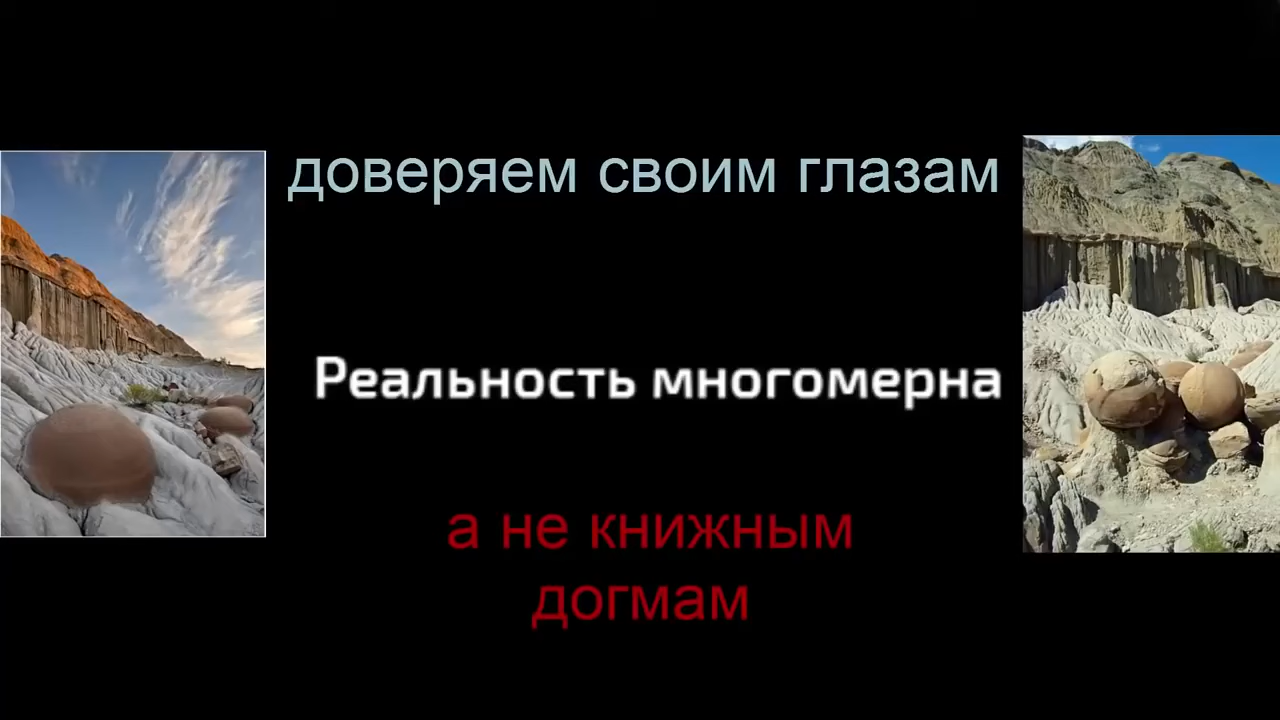 доверяем своим глазам
Реальность многомерна
а не книжным
догмам